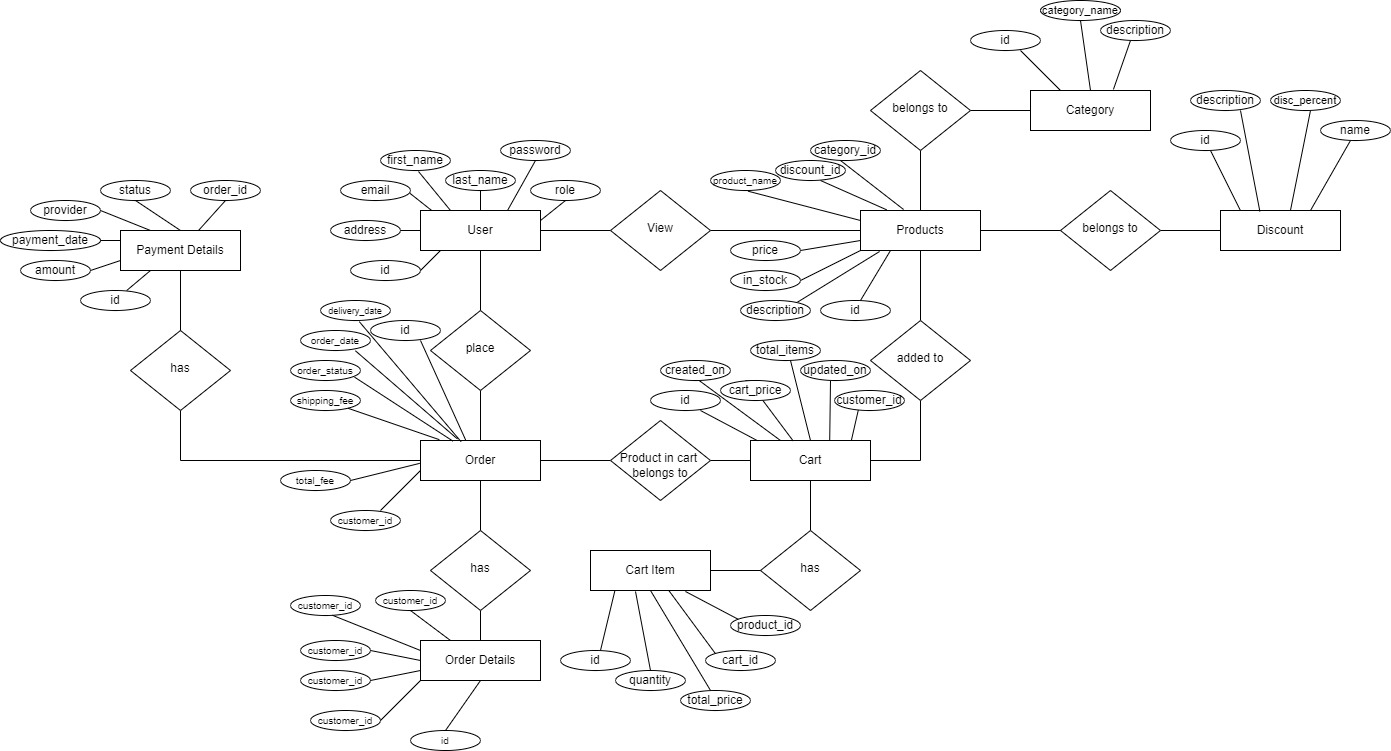 category_name
id
description
belongs to
Category
description
disc_percent
id
name
first_name
password
category_id
last_name
discount_id
product_name
status
order_id
email
role
provider
address
User
View
Products
belongs to
Discount
payment_date
Payment Details
amount
id
id
price
in_stock
description
id
delivery_date
id
order_date
place
total_items
added to
has
order_status
created_on
updated_on
cart_price
shipping_fee
id
customer_id
Order
Product in cart
belongs to
Cart
total_fee
customer_id
has
Cart Item
has
customer_id
customer_id
product_id
customer_id
Order Details
id
cart_id
customer_id
quantity
total_price
customer_id
id